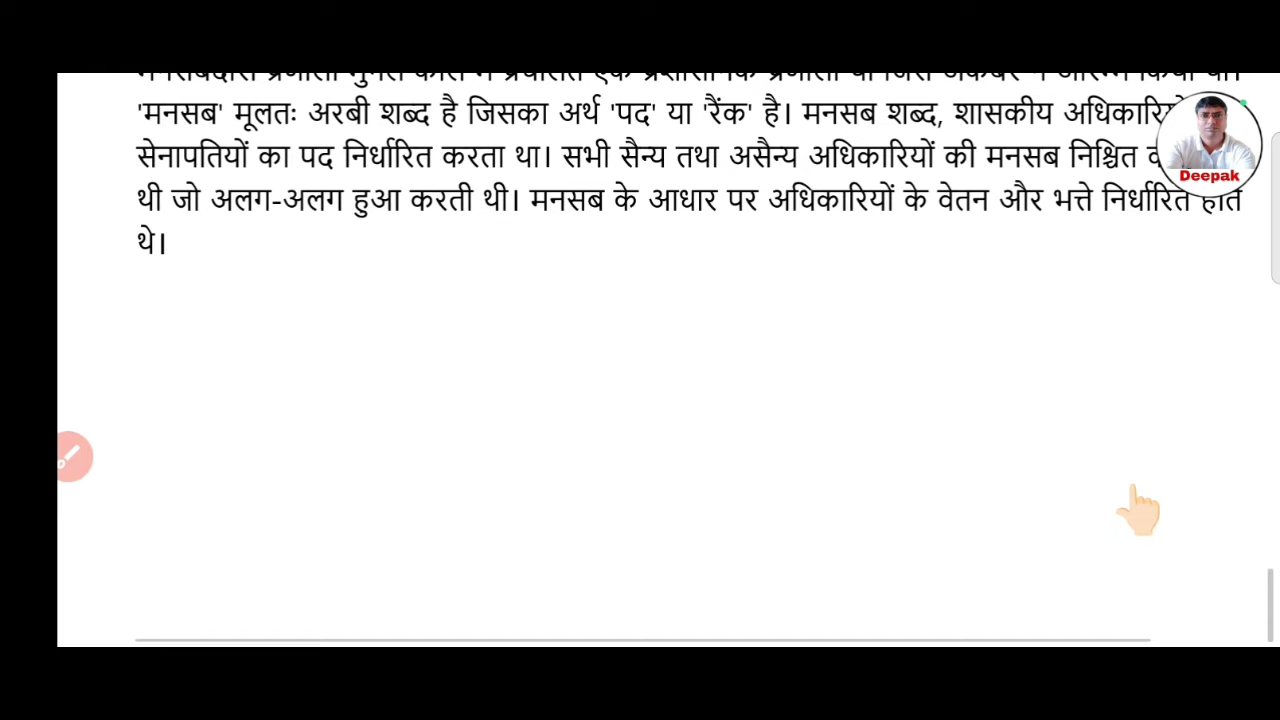 'मनसब' मूलतः अरबी शब्द है जिसका अर्थ 'पद' या 'रैंक' है। मनसब शब्द, शासकीय
सेनापतियों का पद निर्धारित करता था। सभी सैन्य तथा असैन्य अधिकारियों की मनसब निश्चित
थी जो अलग-अलग हुआ करती थी। मनसब के आधार पर अधिकारियों के वेतन और भत्ते निर्धारित होते
थे।
Deepak